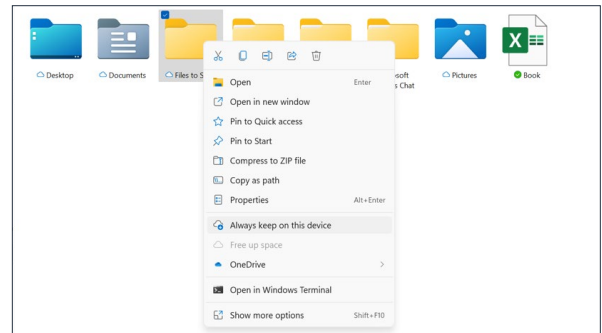 Desktop
Documents
Files to S
soft
s Chat
Pictures
Book
Open Enter
Open in new window
Pin to Quick access
Pin to Start
Compress to ZIP file
Copy as path
Properties Alt+Enter
Always keep on this device
Free up space
OneDrive
Open in Windows Terminal
Show more options Shift+F10